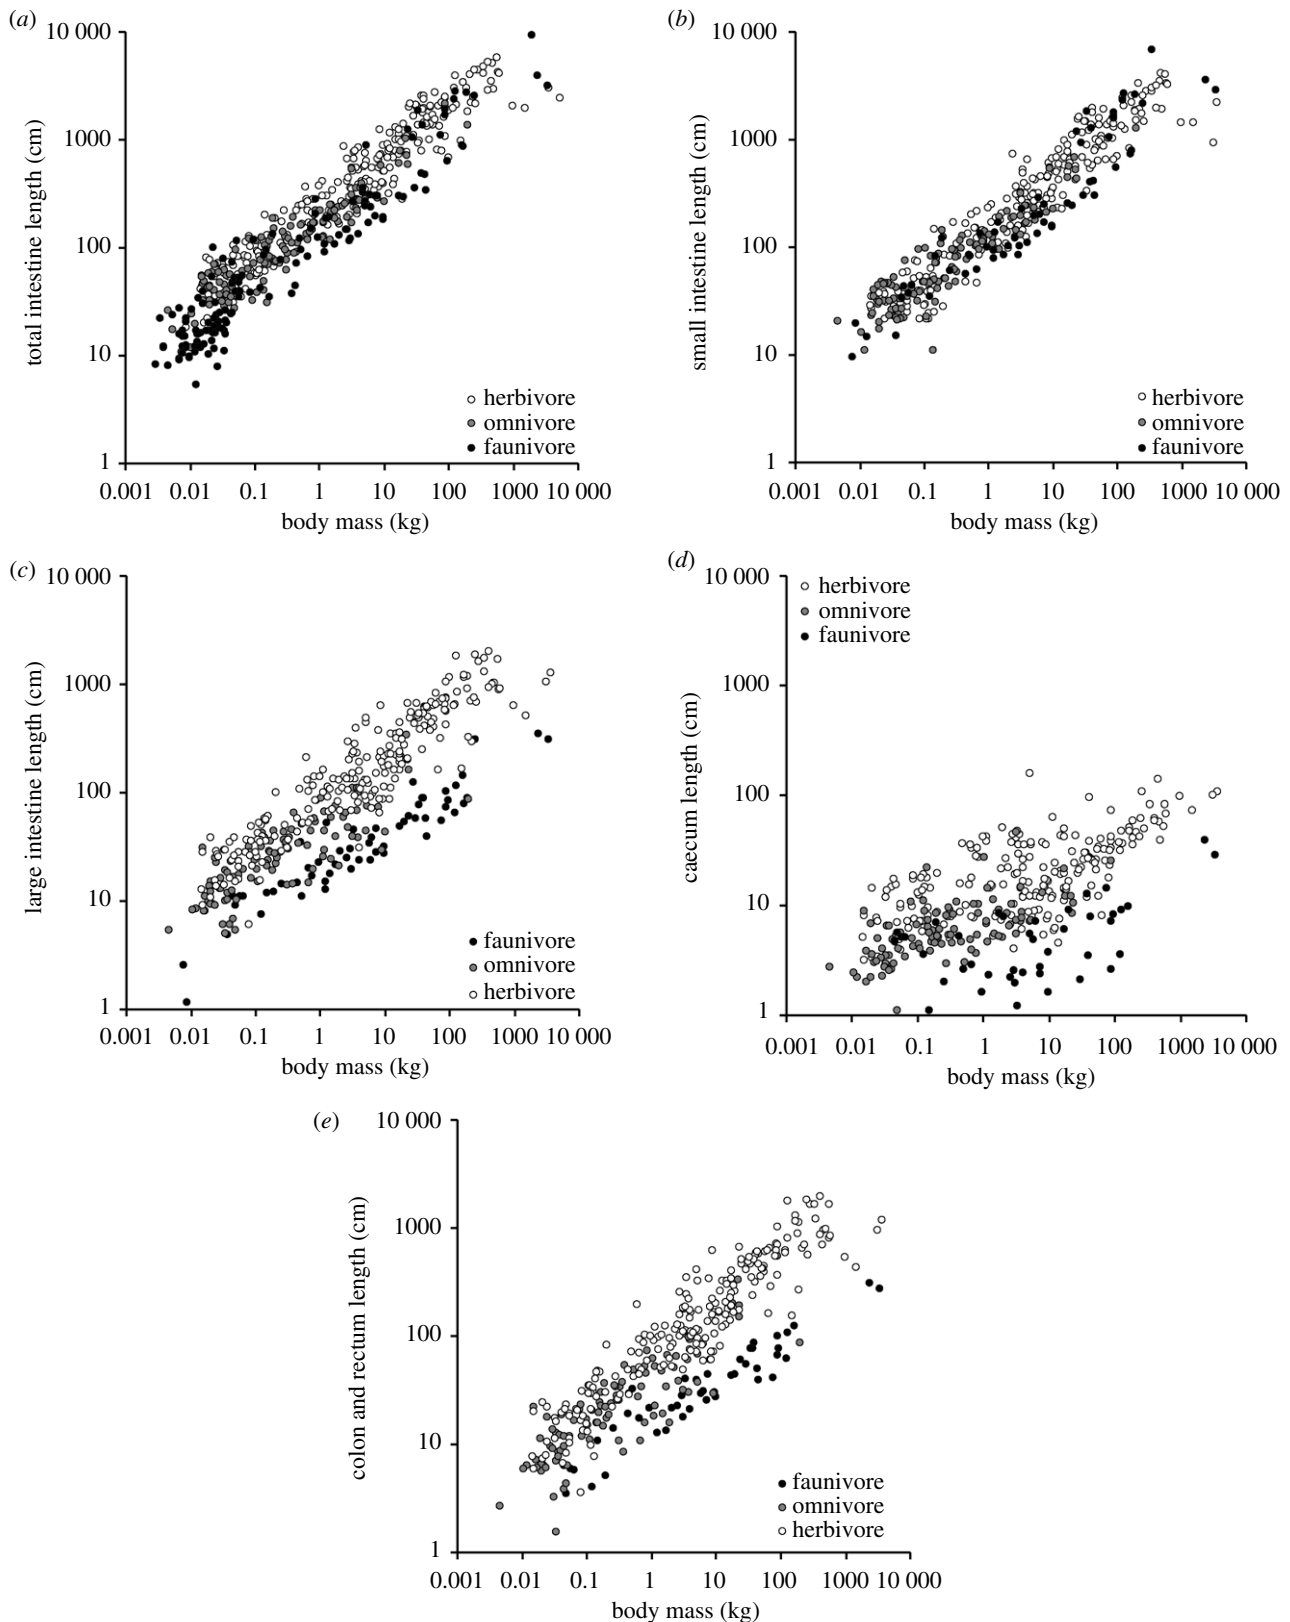 (a)
10 000
1000
100
10
1
total intestine length (cm)
herbivore
omnivore
faunivore
0.001 0.01 0.1 1 10 100 1000 10 000
body mass (kg)
(b)
10 000
1000
100
10
1
small intestine length (cm)
herbivore
omnivore
faunivore
0.001 0.01 0.1 1 10 100 1000 10 000
body mass (kg)
(c)
10 000
1000
100
10
1
large intestine length (cm)
faunivore
omnivore
herbivore
0.001 0.01 0.1 1 10 100 1000 10 000
body mass (kg)
(d)
10 000
1000
100
10
1
caecum length (cm)
herbivore
omnivore
faunivore
0.001 0.01 0.1 1 10 100 1000 10 000
body mass (kg)
(e)
10 000
1000
100
10
1
colon and rectum length (cm)
faunivore
omnivore
herbivore
0.001 0.01 0.1 1 10 100 1000 10 000
body mass (kg)